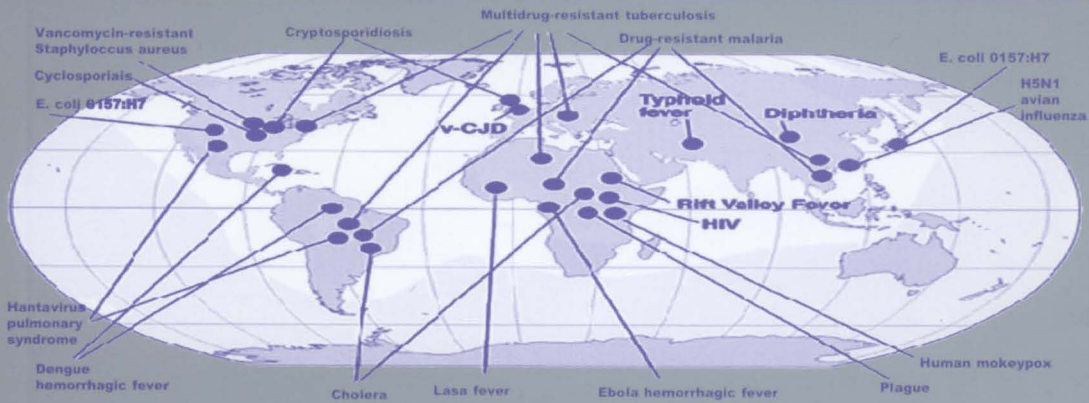 Multidrug-resistant tuberculosis
Vancomycin-resistant
Staphyloccus aureus
Cryptosporidiosis
Drug-resistant malaria
E. coli 0157:H7
Cyclosporiais
H5N1
avian
influenza
E. coli 0157:H7
Typhoid
fever
Diphtheria
v-CJD
Rift Valley Fovor
HIV
Hantavirus
pulmonary
syndrome
Dengue
hemorrhagic fever
Cholera
Lasa fever
Ebola hemorrhagic fever
Plague
Human mokeypox